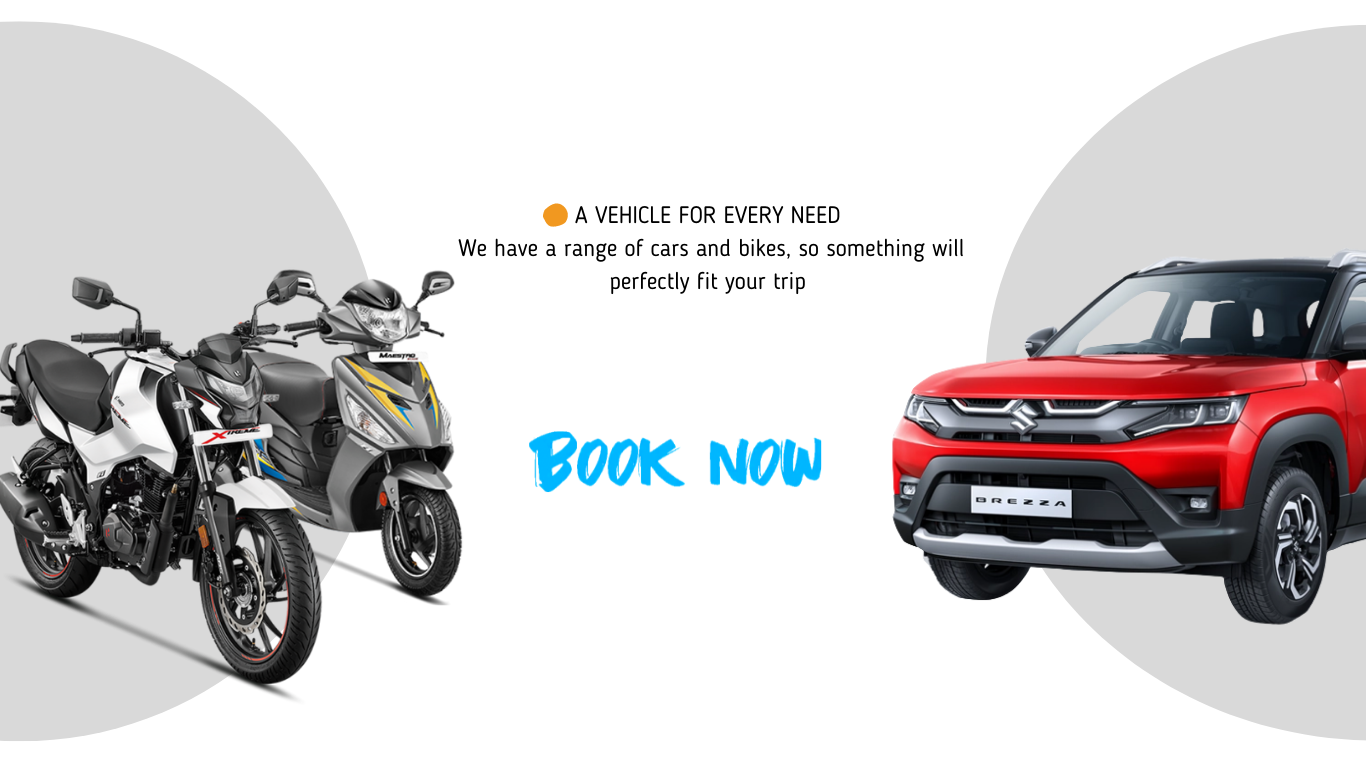 A VEHICLE FOR EVERY NEED
We have a range of cars and bikes, so something will
perfectly fit your trip
BOOK NOW
MAESTRO
XTREME
BREZZA